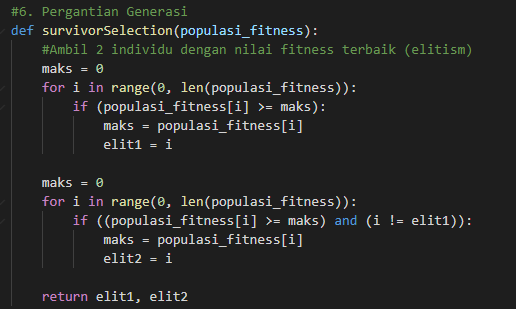 #6. Pergantian Generasi
def survivorSelection(populasi_fitness):
    #Ambil 2 individu dengan nilai fitness terbaik (elitism)
    maks = 0
    for i in range(0, len(populasi_fitness)):
        if (populasi_fitness[i] >= maks):
            maks = populasi_fitness[i]
            elit1 = i

    maks = 0
    for i in range(0, len(populasi_fitness)):
        if ((populasi_fitness[i] >= maks) and (i != elit1)):
            maks = populasi_fitness[i]
            elit2 = i

    return elit1, elit2